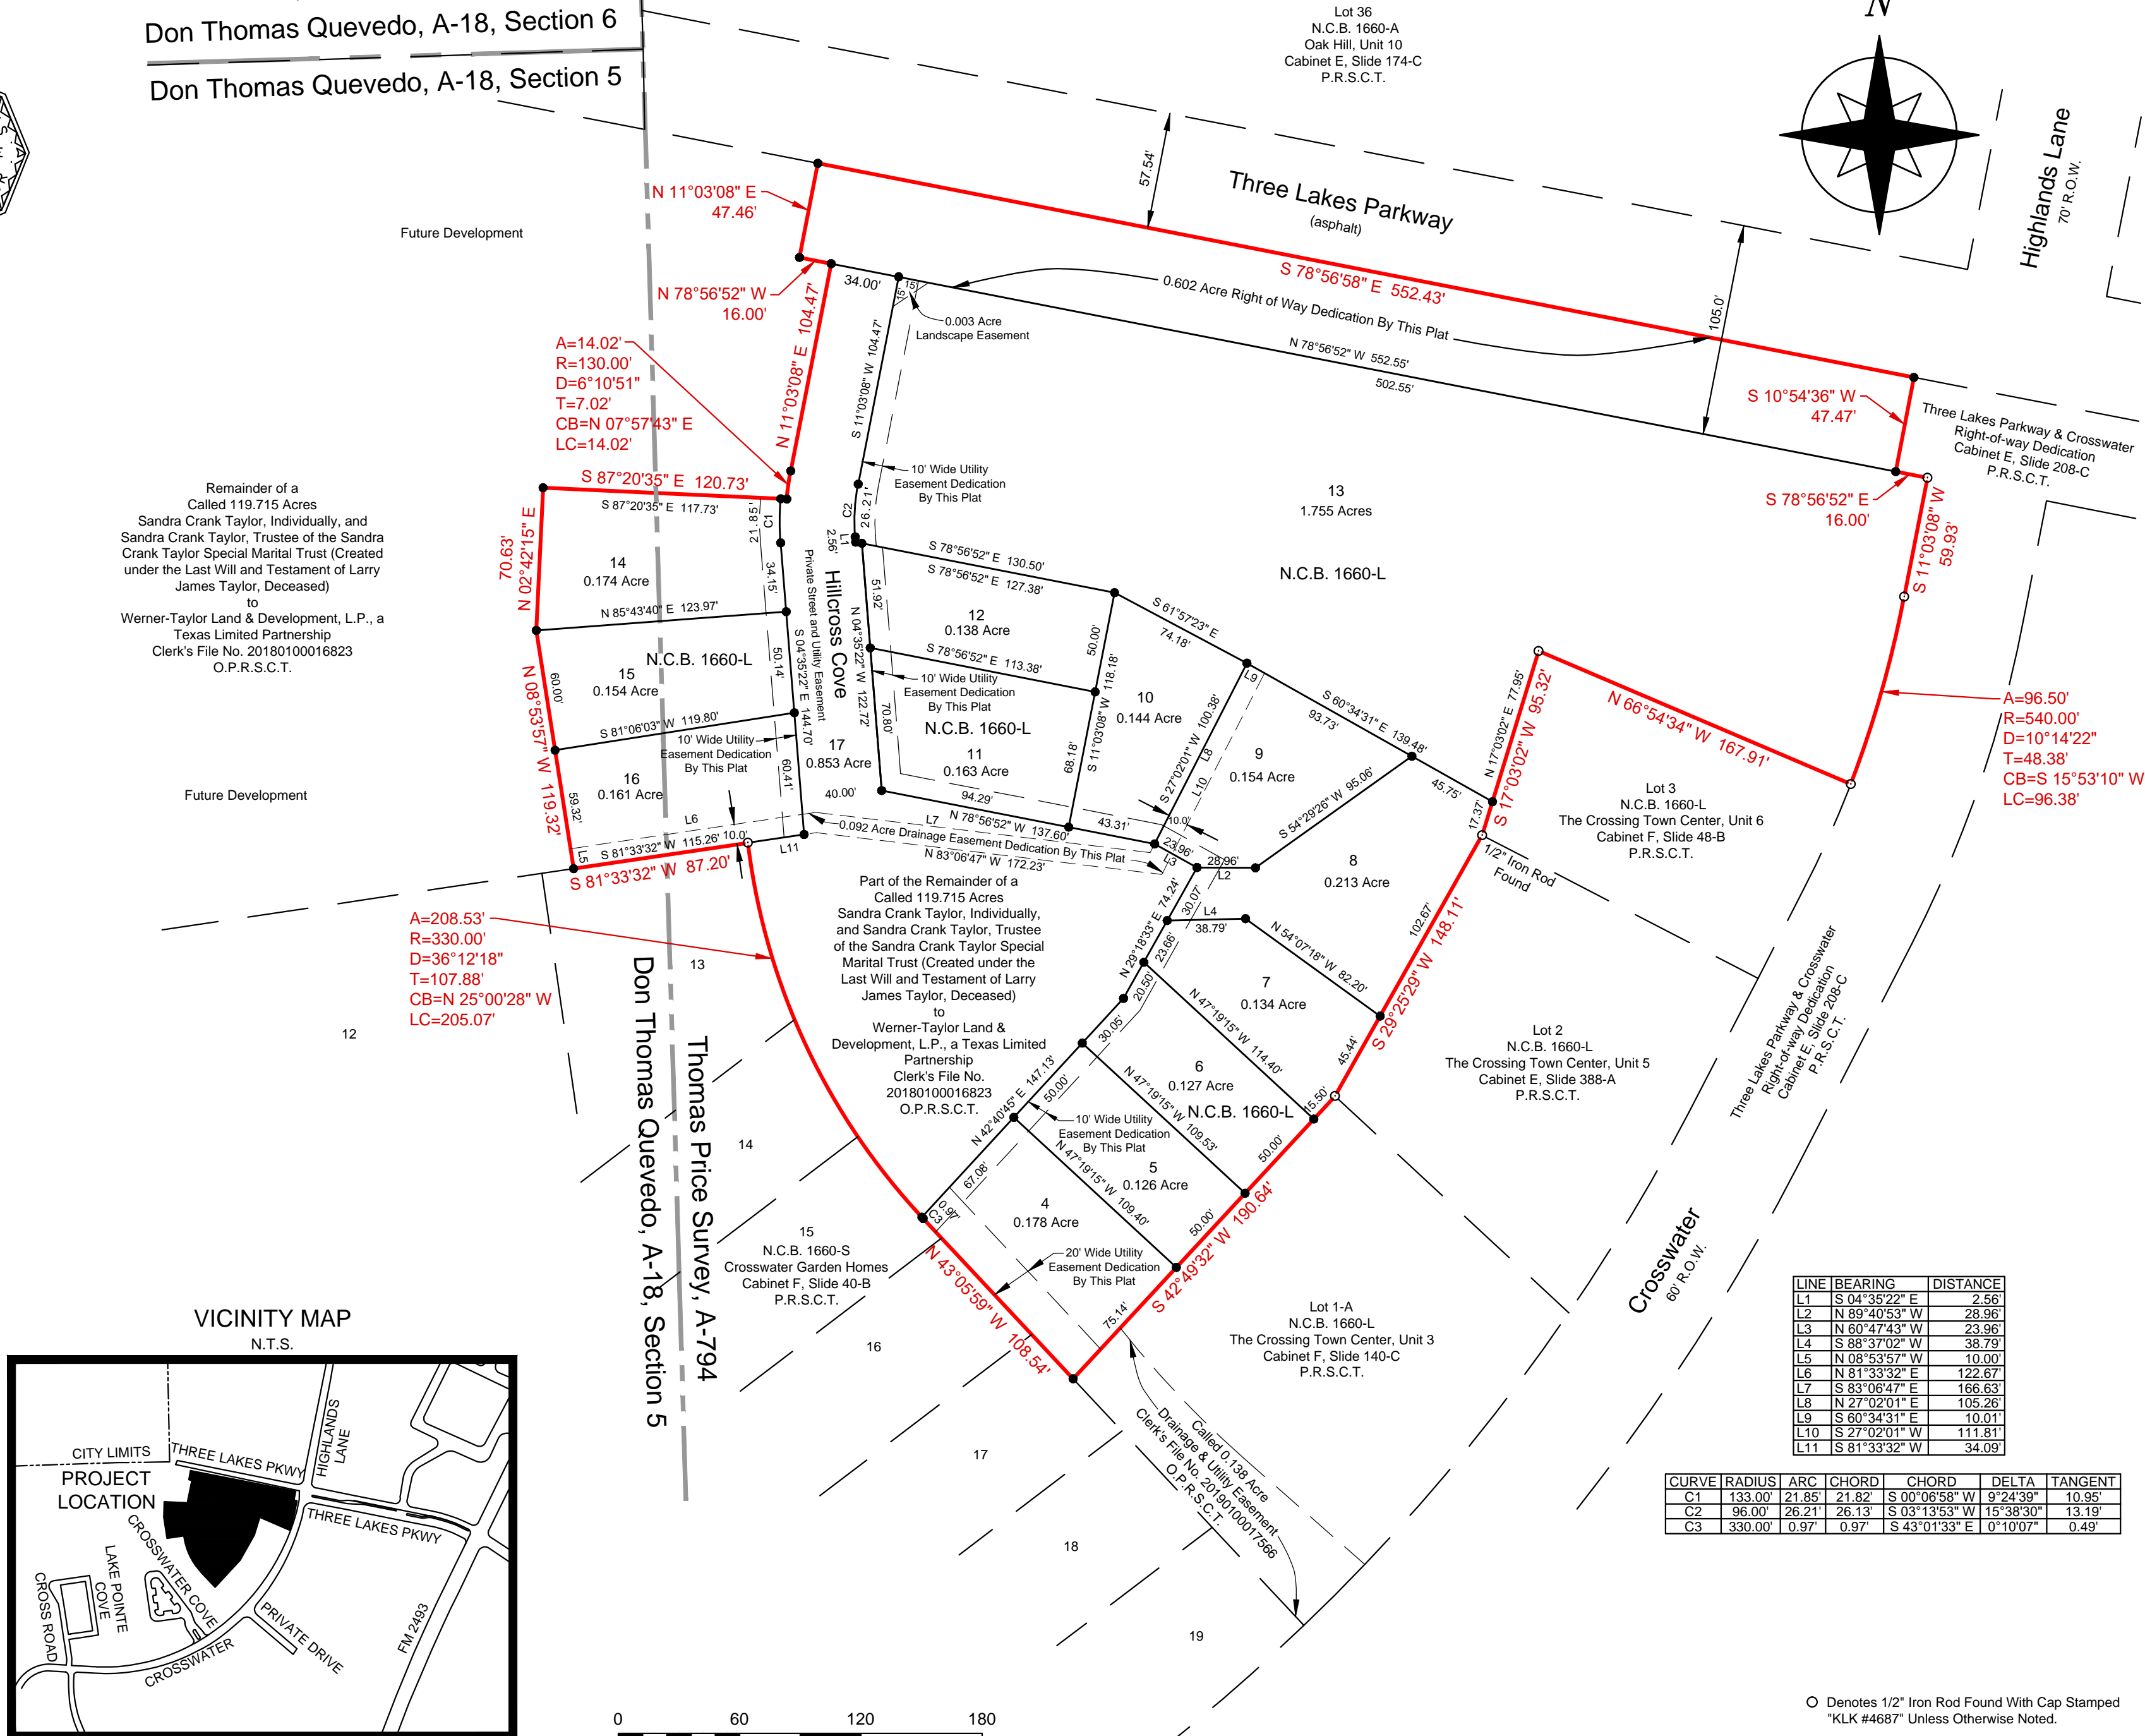 Don Thomas Quevedo, A-18, Section 6
Don Thomas Quevedo, A-18, Section 5
Lot 36
N.C.B. 1660-A
Oak Hill, Unit 10
Cabinet E, Slide 174-C
P.R.S.C.T.
N
Highlands Lane
70' R.O.W.
57.54'
Three Lakes Parkway
(asphalt)
N 11°03'08" E
47.46'
Future Development
S 78°56'58" E 552.43'
0.602 Acre Right of Way Dedication By This Plat
105.0'
N 78°56'52" W
16.00'
34.00'
15'
15'
0.003 Acre
Landscape Easement
N 78°56'52" W 552.55'
502.55'
N 11°03'08" E 104.47'
S 11°03'08" W 104.47'
A=14.02'
R=130.00'
D=6°10'51"
T=7.02'
CB=N 07°57'43" E
LC=14.02'
S 10°54'36" W
47.47'
Three Lakes Parkway & Crosswater
Right-of-way Dedication
Cabinet E, Slide 208-C
P.R.S.C.T.
S 78°56'52" E
16.00'
S 11°03'08" W
59.93'
10' Wide Utility
Easement Dedication
By This Plat
13
1.755 Acres
N.C.B. 1660-L
Remainder of a
Called 119.715 Acres
Sandra Crank Taylor, Individually, and
Sandra Crank Taylor, Trustee of the Sandra
Crank Taylor Special Marital Trust (Created
under the Last Will and Testament of Larry
James Taylor, Deceased)
to
Werner-Taylor Land & Development, L.P., a
Texas Limited Partnership
Clerk's File No. 20180100016823
O.P.R.S.C.T.
S 87°20'35" E 120.73'
S 87°20'35" E 117.73'
21.85'
C1
C2
26.21'
L1
2.56'
N 02°42'15" E
70.63'
14
0.174 Acre
34.15'
N 85°43'40" E 123.97'
Private Street and Utility Easement
Hillcross Cove
51.92'
N 04°35'22" W 122.72'
S 78°56'52" E 130.50'
S 78°56'52" E 127.38'
12
0.138 Acre
50.00'
S 78°56'52" E 113.38'
S 61°57'23" E
74.18'
N.C.B. 1660-L
15
0.154 Acre
60.00'
50.14'
S 04°35'22" E 144.70'
N 08°53'57" W 119.32'
S 81°06'03" W 119.80'
10' Wide Utility
Easement Dedication
By This Plat
10' Wide Utility
Easement Dedication
By This Plat
N.C.B. 1660-L
70.80'
10
0.144 Acre
S 11°03'08" W 118.18'
68.18'
L9
S 27°02'01" W 100.38'
L8
L10
9
0.154 Acre
S 60°34'31" E 139.48'
93.73'
45.75'
N 17°03'02" E 77.95'
S 17°03'02" W 95.32'
17.37'
N 66°54'34" W 167.91'
A=96.50'
R=540.00'
D=10°14'22"
T=48.38'
CB=S 15°53'10" W
LC=96.38'
Future Development
16
0.161 Acre
59.32'
60.41'
17
0.853 Acre
40.00'
11
0.163 Acre
94.29'
N 78°56'52" W 137.60'
43.31'
10.0'
S 54°29'26" W 95.06'
Lot 3
N.C.B. 1660-L
The Crossing Town Center, Unit 6
Cabinet F, Slide 48-B
P.R.S.C.T.
1/2" Iron Rod
Found
L5
L6
S 81°33'32" W 115.26'
10.0'
L11
S 81°33'32" W 87.20'
L7
0.092 Acre Drainage Easement Dedication By This Plat
N 83°06'47" W 172.23'
23.96'
L3
28.96'
L2
8
0.213 Acre
Part of the Remainder of a
Called 119.715 Acres
Sandra Crank Taylor, Individually,
and Sandra Crank Taylor, Trustee
of the Sandra Crank Taylor Special
Marital Trust (Created under the
Last Will and Testament of Larry
James Taylor, Deceased)
to
Werner-Taylor Land &
Development, L.P., a Texas Limited
Partnership
Clerk's File No.
20180100016823
O.P.R.S.C.T.
A=208.53'
R=330.00'
D=36°12'18"
T=107.88'
CB=N 25°00'28" W
LC=205.07'
N 29°18'33" E 74.24'
30.07'
23.66'
20.50'
L4
38.79'
N 54°07'18" W 82.20'
7
0.134 Acre
102.67'
S 29°25'29" W 148.11'
45.44'
N 47°19'15" W 114.40'
30.05'
6
0.127 Acre
N.C.B. 1660-L
15.50'
N 42°40'45" E 147.13'
50.00'
N 47°19'15" W 109.53'
10' Wide Utility
Easement Dedication
By This Plat
50.00'
5
0.126 Acre
N 47°19'15" W 109.40'
67.08'
0.97'
C3
4
0.178 Acre
50.00'
S 42°49'32" W 190.64'
75.14'
20' Wide Utility
Easement Dedication
By This Plat
N 43°05'59" W 108.54'
Lot 2
N.C.B. 1660-L
The Crossing Town Center, Unit 5
Cabinet E, Slide 388-A
P.R.S.C.T.
Three Lakes Parkway & Crosswater
Right-of-way Dedication
Cabinet E, Slide 208-C
P.R.S.C.T.
Crosswater
60' R.O.W.
12
13
14
Don Thomas Quevedo, A-18, Section 5
Thomas Price Survey, A-794
15
N.C.B. 1660-S
Crosswater Garden Homes
Cabinet F, Slide 40-B
P.R.S.C.T.
16
17
18
19
Lot 1-A
N.C.B. 1660-L
The Crossing Town Center, Unit 3
Cabinet F, Slide 140-C
P.R.S.C.T.
Called 0.138 Acre
Drainage & Utility Easement
Clerk's File No. 20190100017566
O.P.R.S.C.T.
LINE BEARING DISTANCE
L1 S 04°35'22" E 2.56'
L2 N 89°40'53" W 28.96'
L3 N 60°47'43" W 23.96'
L4 S 88°37'02" W 38.79'
L5 N 08°53'57" W 10.00'
L6 N 81°33'32" E 122.67'
L7 S 83°06'47" E 166.63'
L8 N 27°02'01" E 105.26'
L9 S 60°34'31" E 10.01'
L10 S 27°02'01" W 111.81'
L11 S 81°33'32" W 34.09'
CURVE RADIUS ARC CHORD CHORD DELTA TANGENT
C1 133.00' 21.85' 21.82' S 00°06'58" W 9°24'39" 10.95'
C2 96.00' 26.21' 26.13' S 03°13'53" W 15°38'30" 13.19'
C3 330.00' 0.97' 0.97' S 43°01'33" E 0°10'07" 0.49'
VICINITY MAP
N.T.S.
CITY LIMITS
THREE LAKES PKWY
HIGHLANDS
LANE
PROJECT
LOCATION
THREE LAKES PKWY
CROSSWATER COVE
LAKE POINTE
COVE
CROSS ROAD
CROSSWATER
PRIVATE DRIVE
FM 2493
0 60 120 180
Denotes 1/2" Iron Rod Found With Cap Stamped
"KLK #4687" Unless Otherwise Noted.